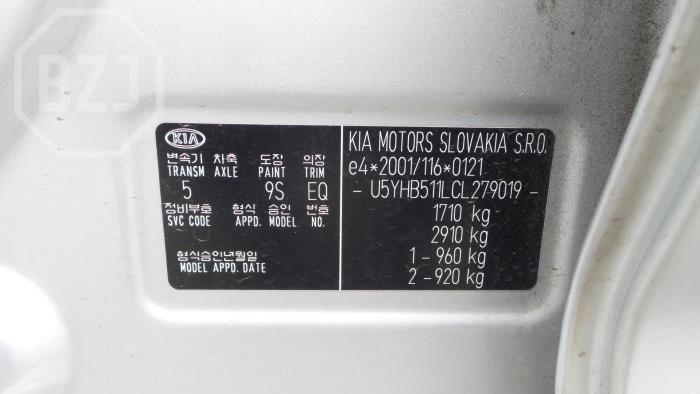 BZJ
KIA
변속기 차축 도장 의장
TRANSM AXLE PAINT TRIM
5 9S EQ
정비부호 형식 승인 번호
SVC CODE APPD. MODEL NO.
형식승인년월일
MODEL APPD. DATE
KIA MOTORS SLOVAKIA S.R.O.
e4*2001/116*0121
- U5YHB511LCL279019 -
1710 kg
2910 kg
1 - 960 kg
2 - 920 kg